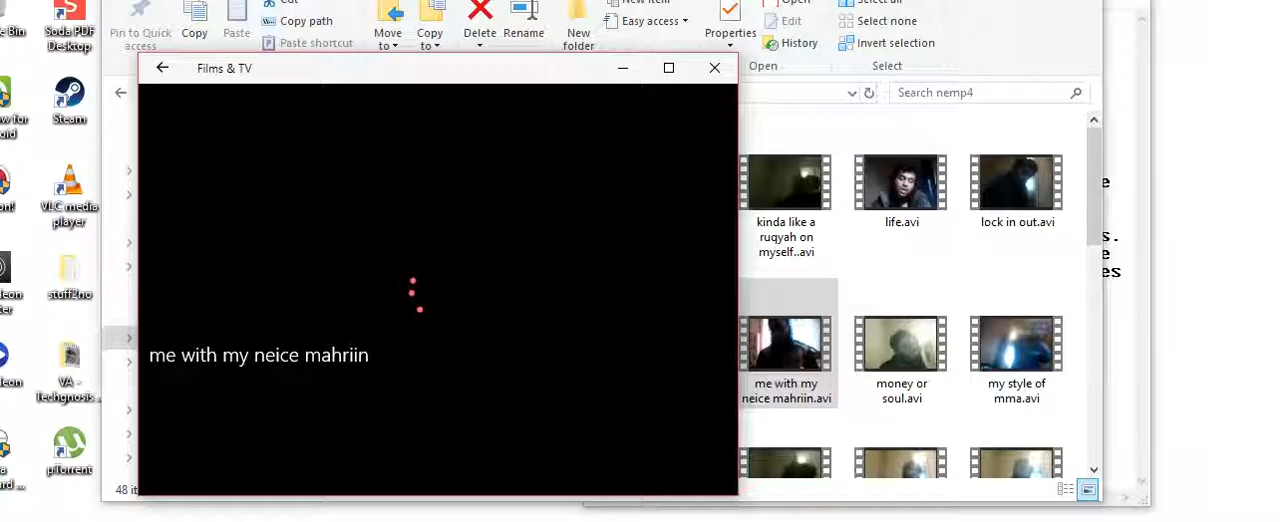 Cut
Open
New item
Select all
Soda PDF
Desktop
Pin to Quick
access
Copy
Paste
Copy path
Paste shortcut
Move
to
Copy
to
Delete
Rename
New
folder
Easy access
Properties
Edit
History
Select none
Invert selection
Open
Select
Films & TV
Search nemp4
Steam
VLC media
player
stuff2no
VA -
Techgnosis...
µTorrent
kinda like a
ruqyah on
myself..avi
life.avi
lock in out.avi
me with my neice mahriin
me with my
neice mahriin.avi
money or
soul.avi
my style of
mma.avi
48 it